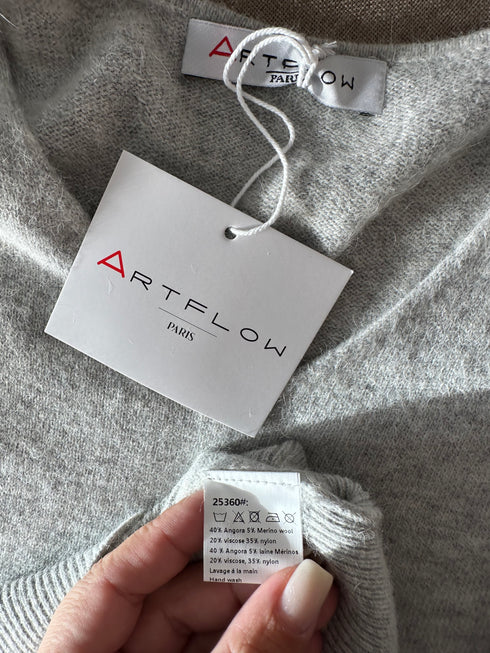 ARTFLOW
PARIS
ARTFLOW
PARIS
25360#:
40% Angora 5% Merino wool
20% viscose 35% nylon
40 % Angora 5% laine Mérinos
20% viscose, 35% nylon
Lavage à la main
Hand wash